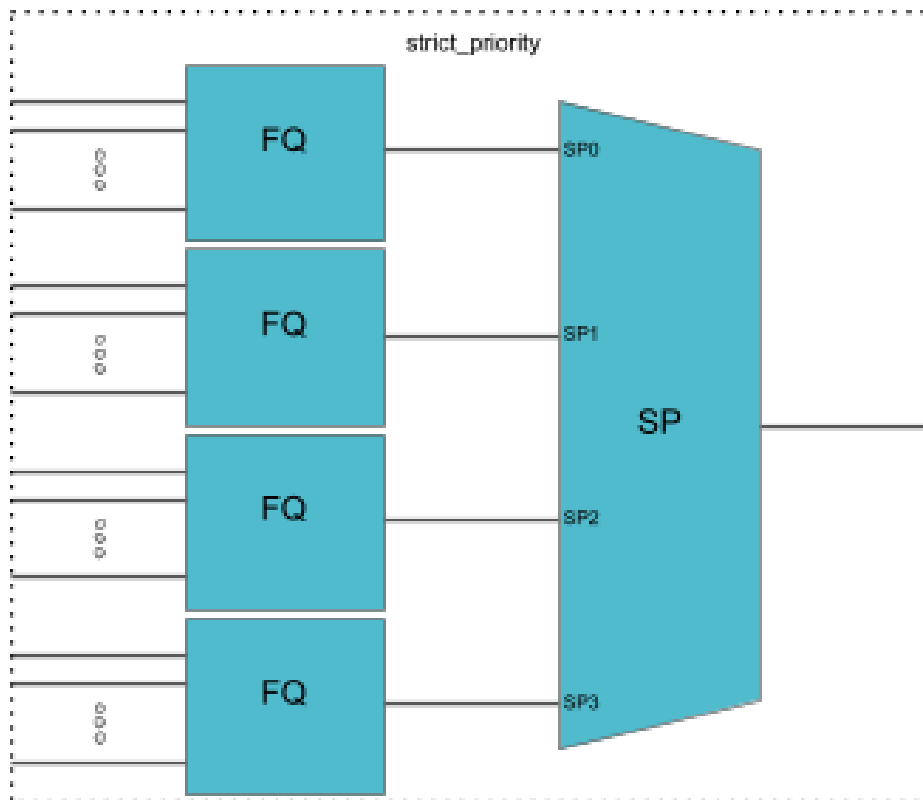 strict_priority
FQ
SP0
FQ
SP1
SP
FQ
SP2
FQ
SP3